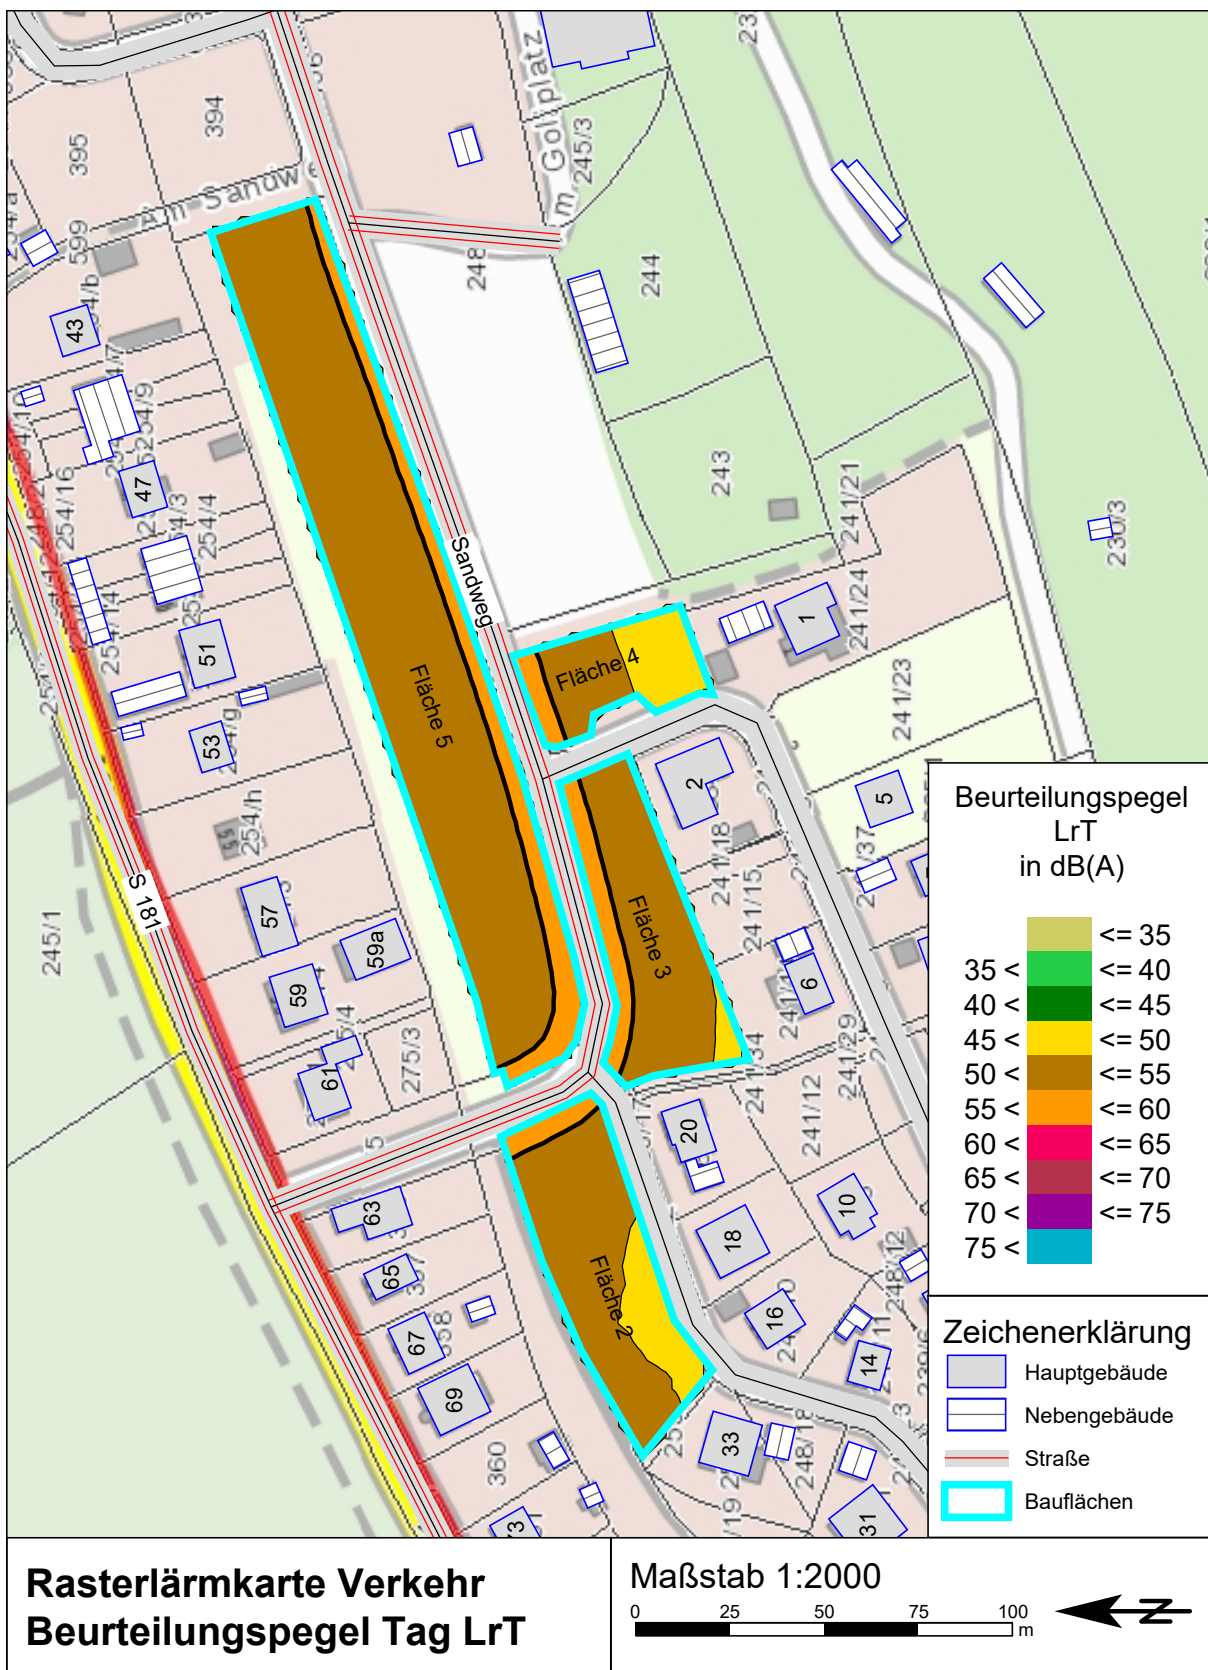 394
395
599
Am Sandwe
43
47
254/16
254/4
51
53
254/h
57
59a
59
61
275/3
S 181
245/1
245/3
m Golfplatz
248
244
243
241/21
241/24
1
241/23
230/3
Sandweg
Fläche 4
Fläche 5
Fläche 3
Fläche 2
2
5
6
241/18
241/15
241/34
241/12
241/29
20
18
16
10
14
33
31
63
65
67
69
360
Beurteilungspegel
LrT
in dB(A)
<= 35
35 < <= 40
40 < <= 45
45 < <= 50
50 < <= 55
55 < <= 60
60 < <= 65
65 < <= 70
70 < <= 75
75 <
Zeichenerklärung
Hauptgebäude
Nebengebäude
Straße
Bauflächen
Rasterlärmkarte Verkehr
Beurteilungspegel Tag LrT
Maßstab 1:2000
0 25 50 75 100
m
N